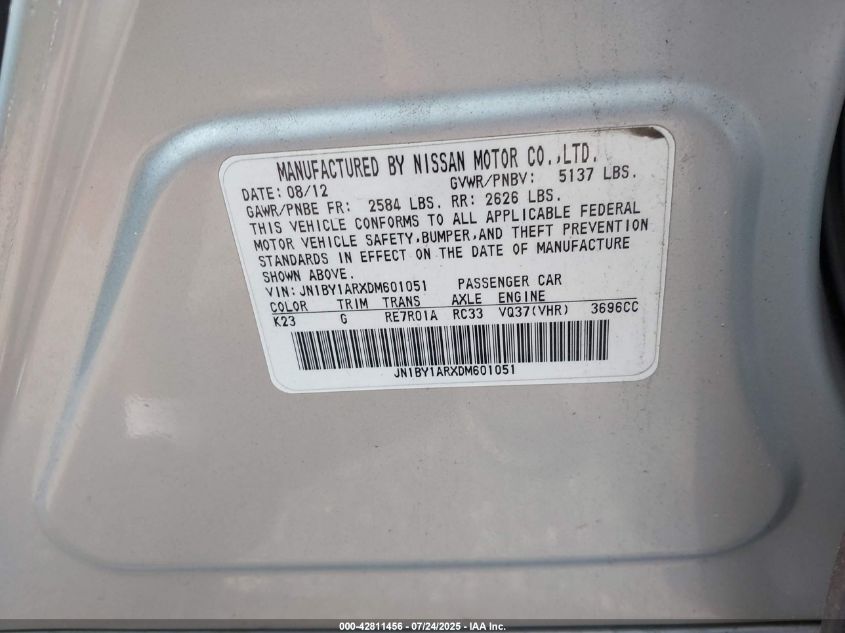 MANUFACTURED BY NISSAN MOTOR CO.,LTD.
DATE: 08/12 GVWR/PNBV: 5137 LBS.
GAWR/PNBE FR: 2584 LBS. RR: 2626 LBS.
THIS VEHICLE CONFORMS TO ALL APPLICABLE FEDERAL
MOTOR VEHICLE SAFETY,BUMPER,AND THEFT PREVENTION
STANDARDS IN EFFECT ON THE DATE OF MANUFACTURE
SHOWN ABOVE.
VIN: JN1BY1ARXDM601051 PASSENGER CAR
COLOR TRIM TRANS AXLE ENGINE
K23 G RE7R01A RC33 VQ37(VHR) 3696CC
JN1BY1ARXDM601051
000-42811456 - 07/24/2025 - IAA Inc.